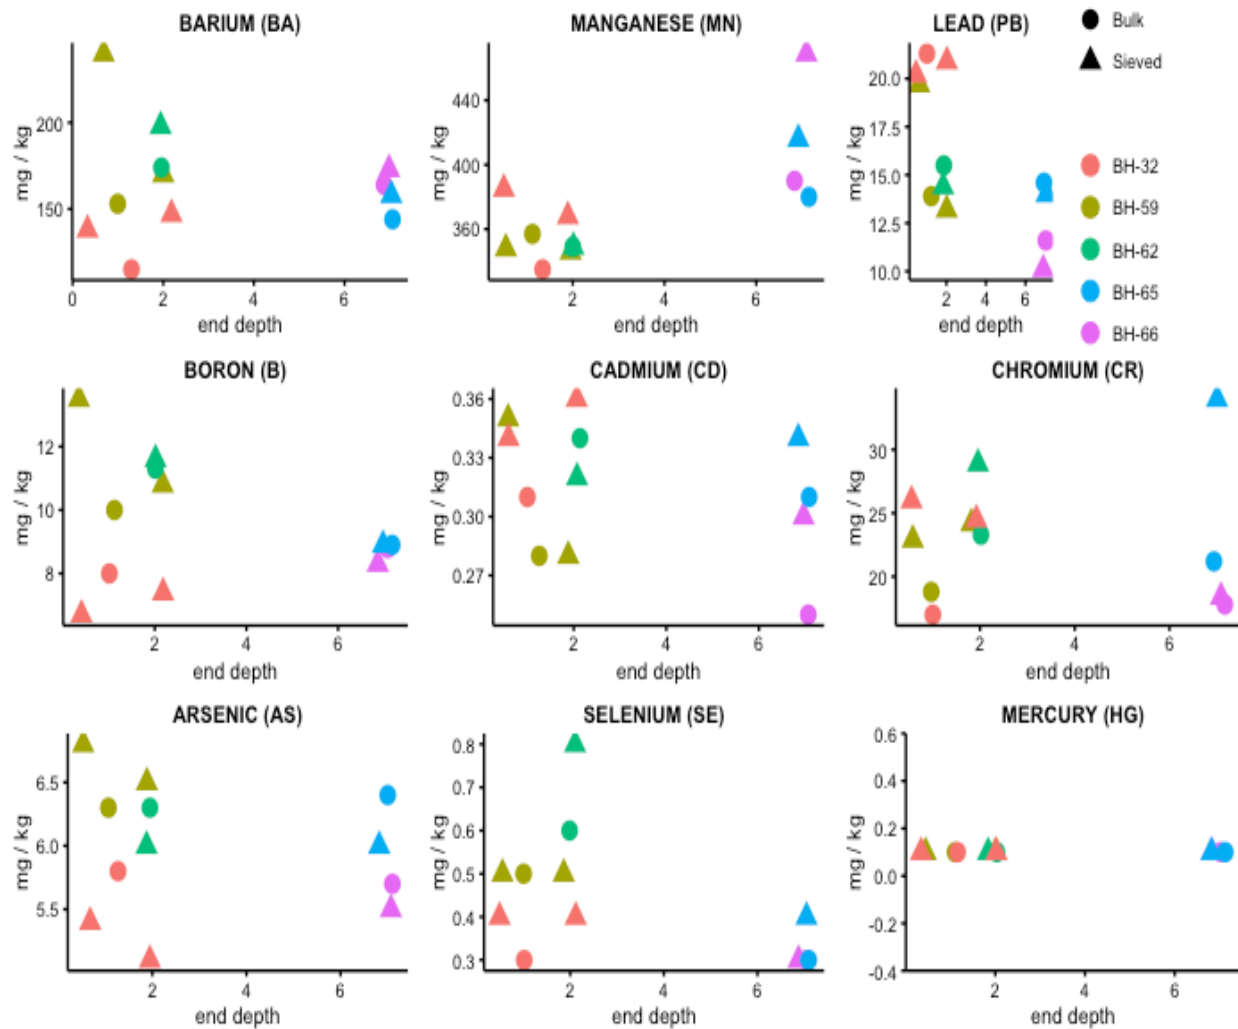 BARIUM (BA)
mg / kg
200
150
0
2
4
6
end depth
MANGANESE (MN)
mg / kg
440
400
360
2
4
6
end depth
LEAD (PB)
mg / kg
20.0
17.5
15.0
12.5
10.0
2
4
6
end depth
Bulk
Sieved
BH-32
BH-59
BH-62
BH-65
BH-66
BORON (B)
mg / kg
12
10
8
2
4
6
end depth
CADMIUM (CD)
mg / kg
0.36
0.33
0.30
0.27
2
4
6
end depth
CHROMIUM (CR)
mg / kg
30
25
20
2
4
6
end depth
ARSENIC (AS)
mg / kg
6.5
6.0
5.5
2
4
6
end depth
SELENIUM (SE)
mg / kg
0.8
0.7
0.6
0.5
0.4
0.3
2
4
6
end depth
MERCURY (HG)
mg / kg
0.6
0.4
0.2
0.0
-0.2
-0.4
2
4
6
end depth